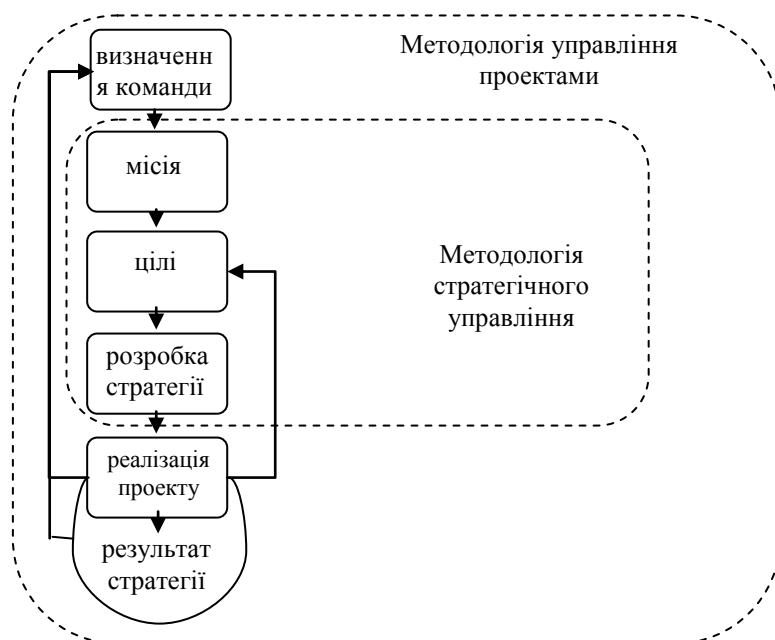 визначенн
я команди
Методологія управління
проектами
місія
цілі
Методологія
стратегічного
управління
розробка
стратегії
реалізація
проекту
результат
стратегії